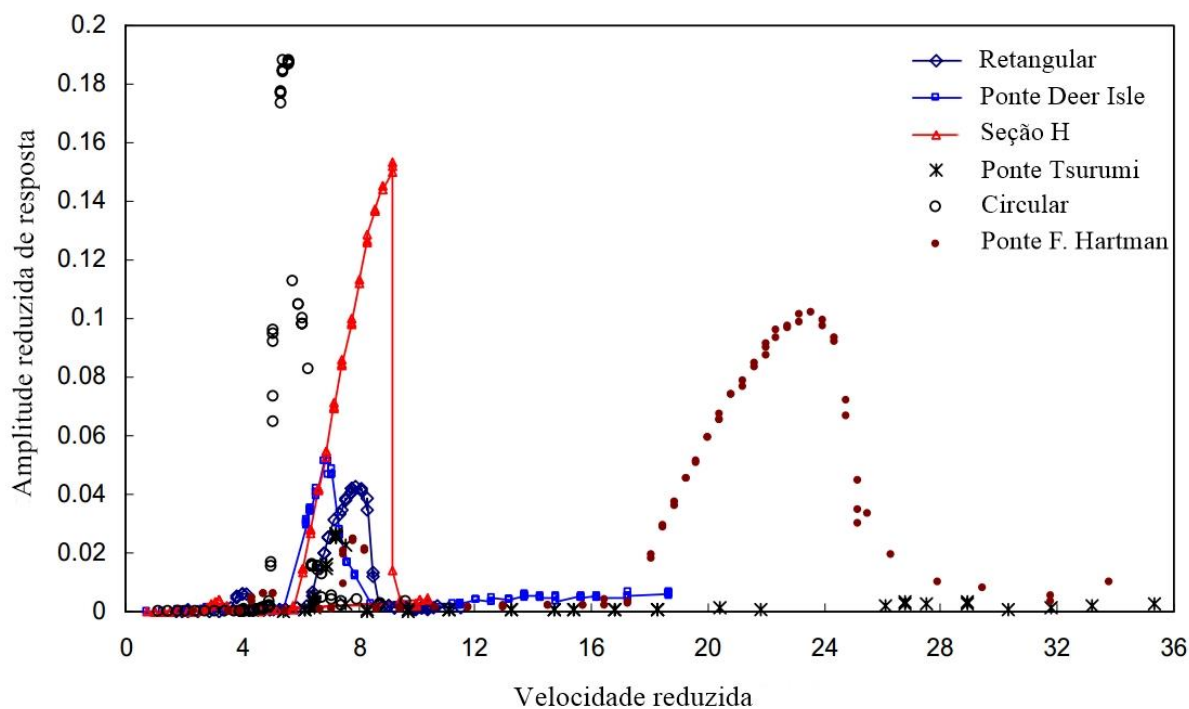 0.2
0.18
0.16
0.14
0.12
0.1
0.08
0.06
0.04
0.02
0
Amplitude reduzida de resposta
Retangular
Ponte Deer Isle
Seção H
Ponte Tsurumi
Circular
Ponte F. Hartman
0 4 8 12 16 20 24 28 32 36
Velocidade reduzida